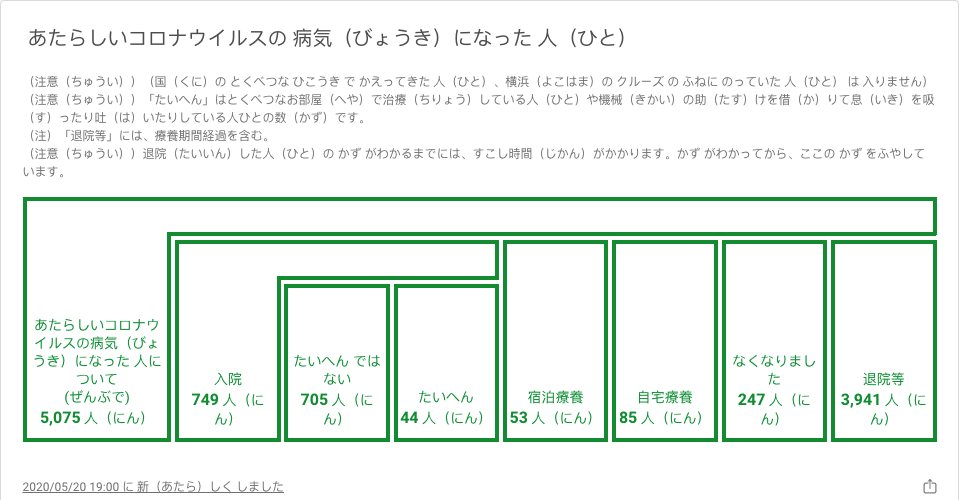 あたらしいコロナウイルスの 病気（びょうき）になった 人（ひと）
（注意（ちゅうい））（国（くに）の とくべつな ひこうき で かえってきた 人（ひと）、横浜（よこはま）の クルーズ の ふねに のっていた 人（ひと） は 入りません）
（注意（ちゅうい））「たいへん」はとくべつなお部屋（へや）で治療（ちりょう）している人（ひと）や機械（きかい）の助（たす）けを借（か）りて息（いき）を吸
（す）ったり吐（は）いたりしている人ひとの数（かず）です。
（注）「退院等」には、療養期間経過を含む。
（注意（ちゅうい））退院（たいいん）した人（ひと）の かず がわかるまでには、すこし時間（じかん）がかかります。かず がわかってから、ここの かず をふやして
います。
あたらしいコロナウ
イルスの病気（びょ
うき）になった 人に
ついて
(ぜんぶで)
5,075 人（にん）
入院
749 人（に
ん）
たいへん では
ない
705 人（に
ん）
たいへん
44 人（にん）
宿泊療養
53 人（にん）
自宅療養
85 人（にん）
なくなりまし
た
247 人（に
ん）
退院等
3,941 人（に
ん）
2020/05/20 19:00 に 新（あたら）しく しました